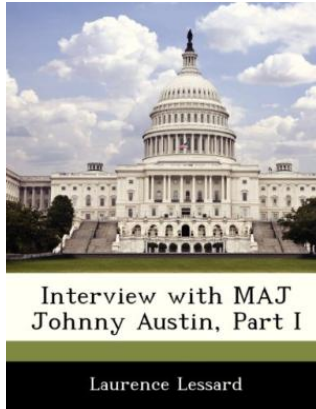 Interview with MAJ
Johnny Austin, Part I
Laurence Lessard